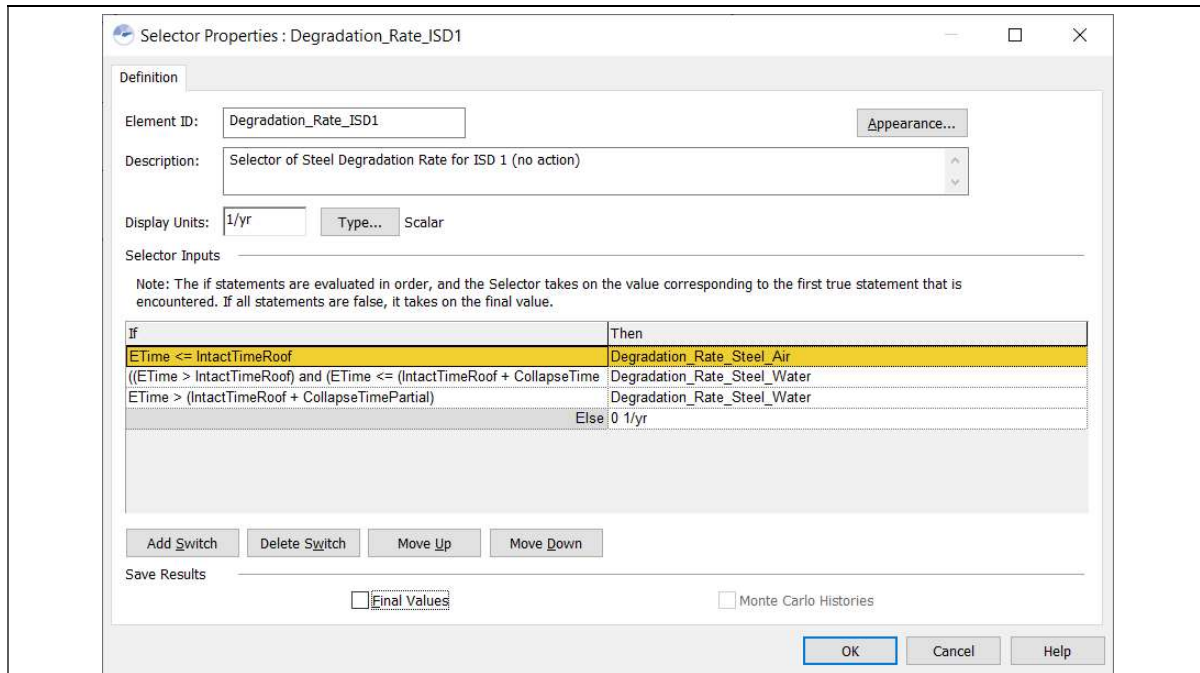 Selector Properties : Degradation_Rate_ISD1
Definition
Element ID: Degradation_Rate_ISD1 Appearance...
Description: Selector of Steel Degradation Rate for ISD 1 (no action)
Display Units: 1/yr Type... Scalar
Selector Inputs
Note: The if statements are evaluated in order, and the Selector takes on the value corresponding to the first true statement that is
encountered. If all statements are false, it takes on the final value.
If Then
ETime <= IntactTimeRoof Degradation_Rate_Steel_Air
((ETime > IntactTimeRoof) and (ETime <= (IntactTimeRoof + CollapseTime Degradation_Rate_Steel_Water
ETime > (IntactTimeRoof + CollapseTimePartial) Degradation_Rate_Steel_Water
Else 0 1/yr
Add Switch Delete Switch Move Up Move Down
Save Results
Final Values Monte Carlo Histories
OK Cancel Help